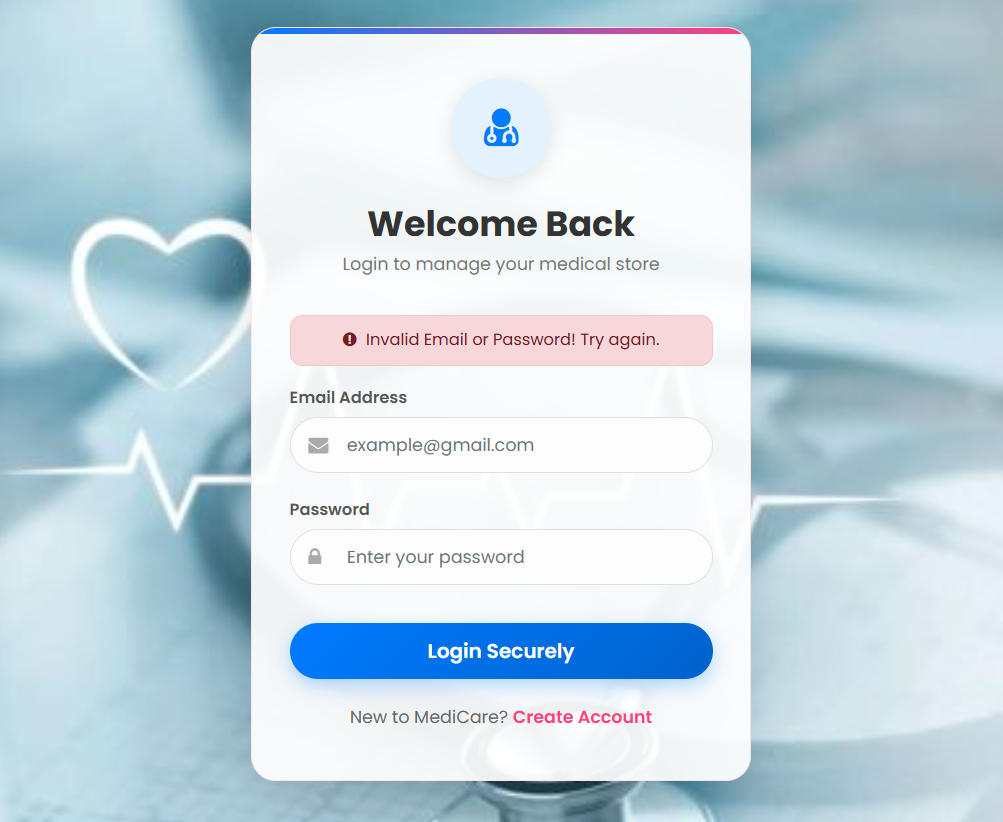 Welcome Back
Login to manage your medical store
Invalid Email or Password! Try again.
Email Address
example@gmail.com
Password
Enter your password
Login Securely
New to MediCare? Create Account